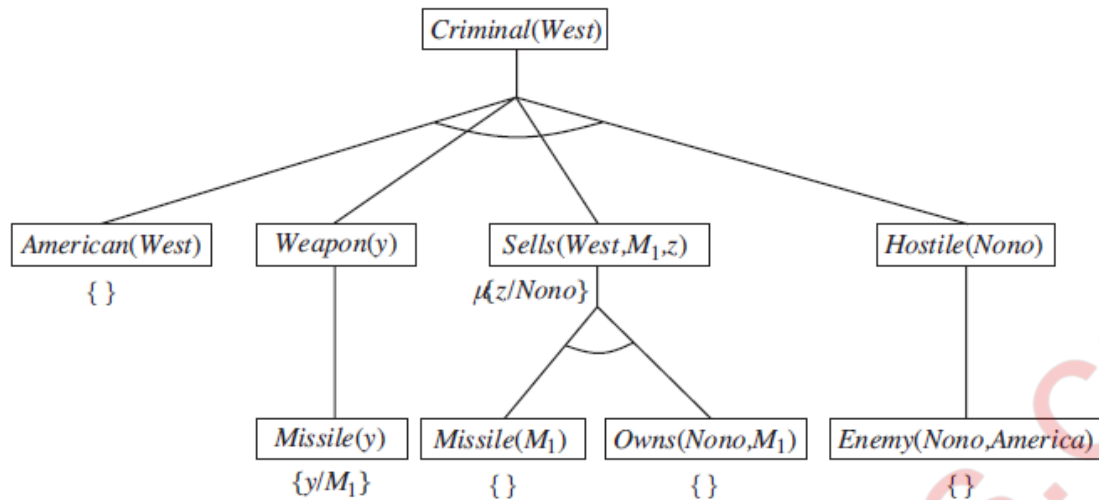 Criminal(West)
American(West) Weapon(y) Sells(West,M₁,z) Hostile(Nono)
{ } {z/Nono}
Missile(y) Missile(M₁) Owns(Nono,M₁) Enemy(Nono,America)
{y/M₁} { } { } { }